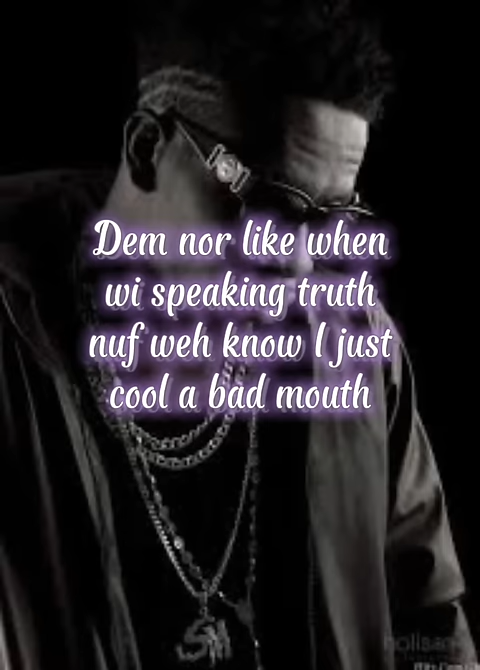 Dem nor like when
wi speaking truth
nuf weh know I just
cool a bad mouth